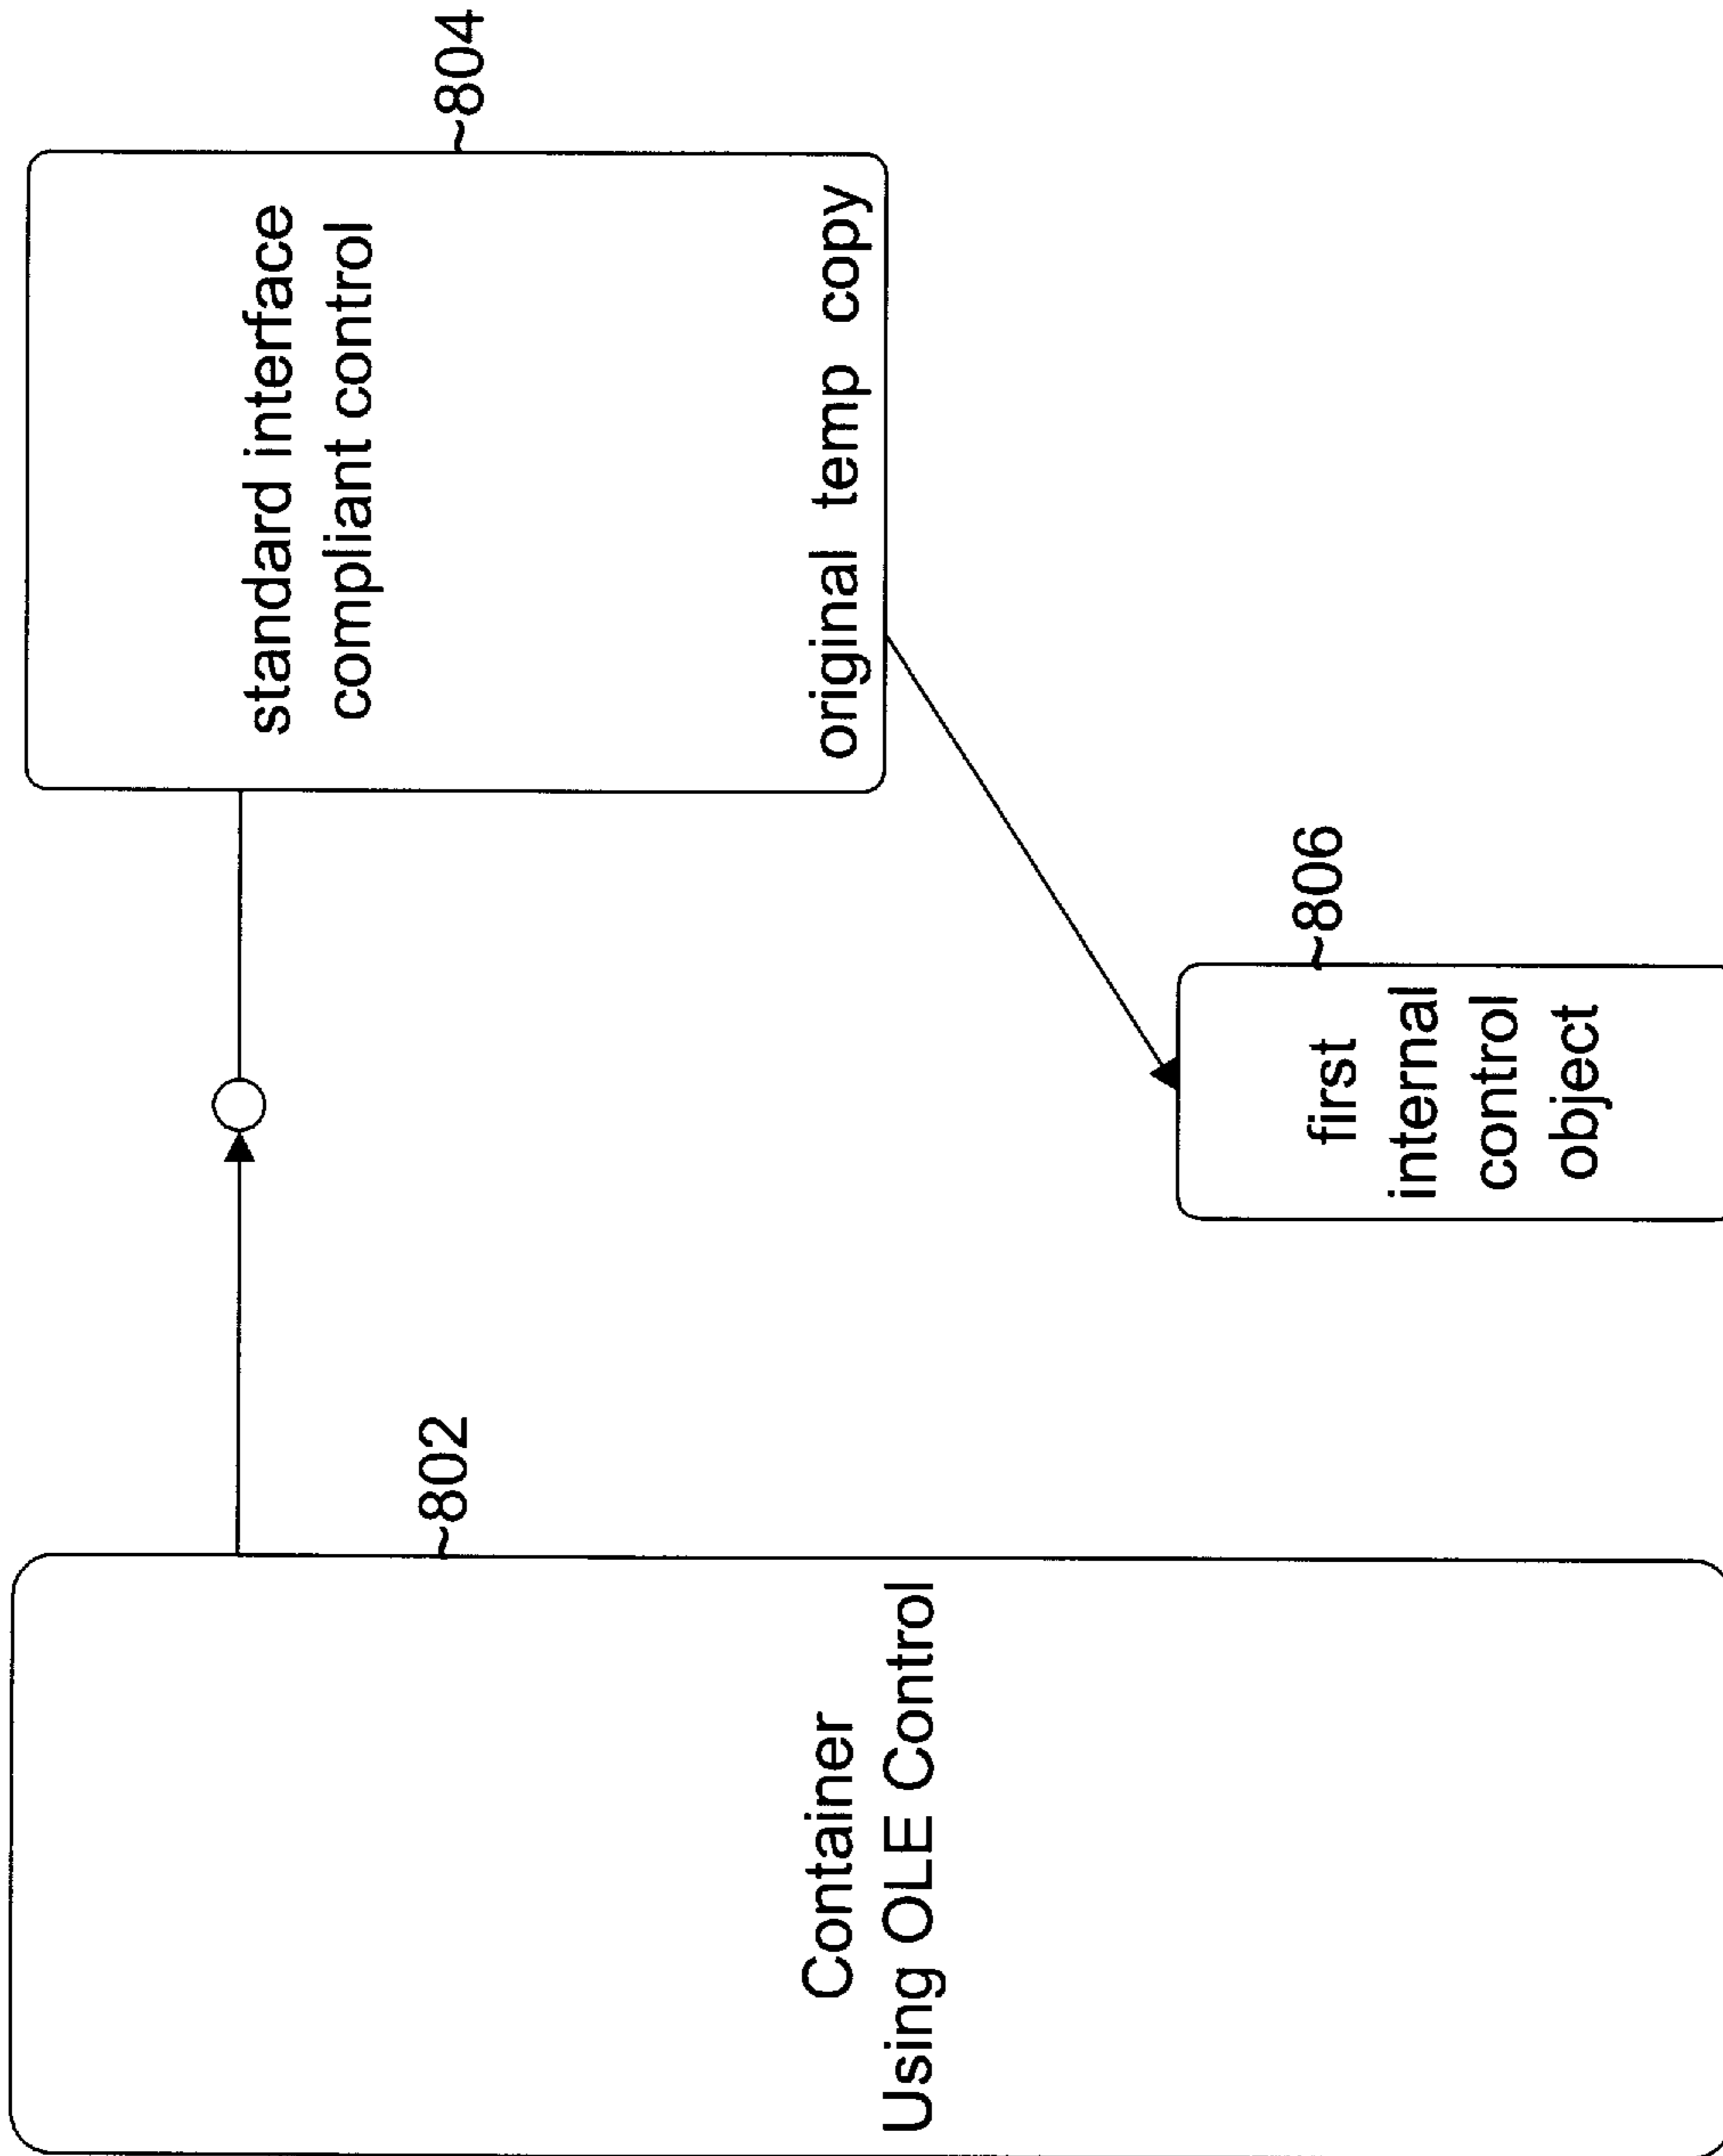 Container
Using OLE Control
~802
standard interface
compliant control
original temp copy
~804
first
internal
control
object
~806